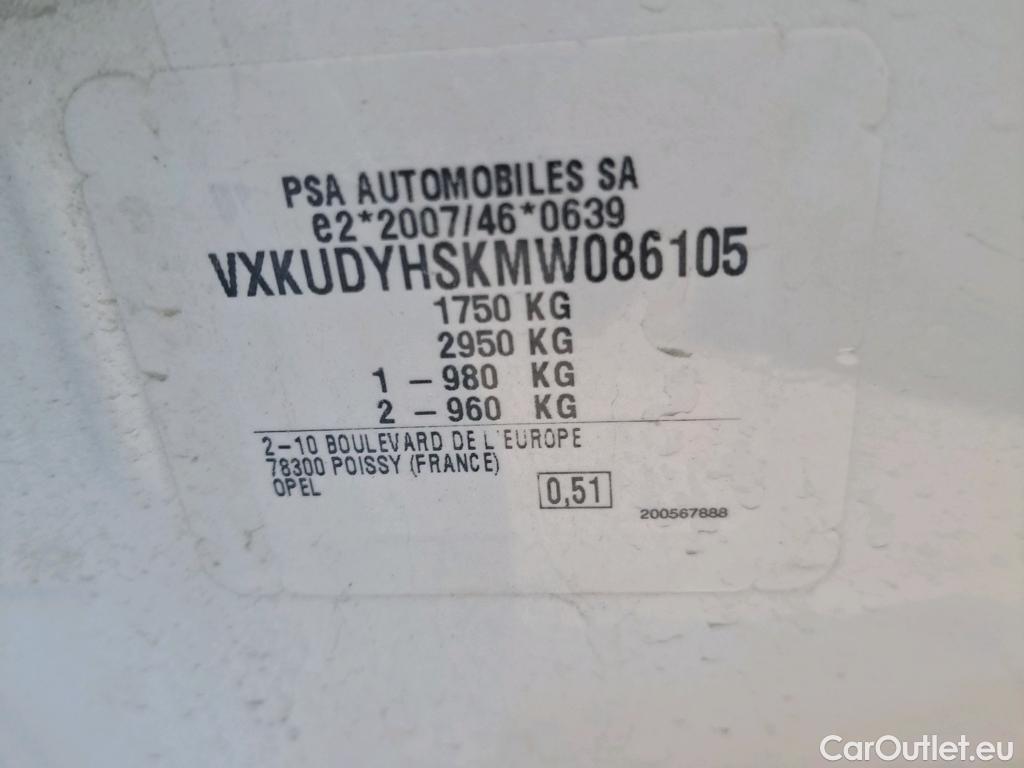 PSA AUTOMOBILES SA
e2*2007/46*0639
VXKUDYHSKMW086105
1750 KG
2950 KG
1 – 980 KG
2 – 960 KG
2–10 BOULEVARD DE L'EUROPE
78300 POISSY (FRANCE)
OPEL
0,51
200567888
CarOutlet.eu